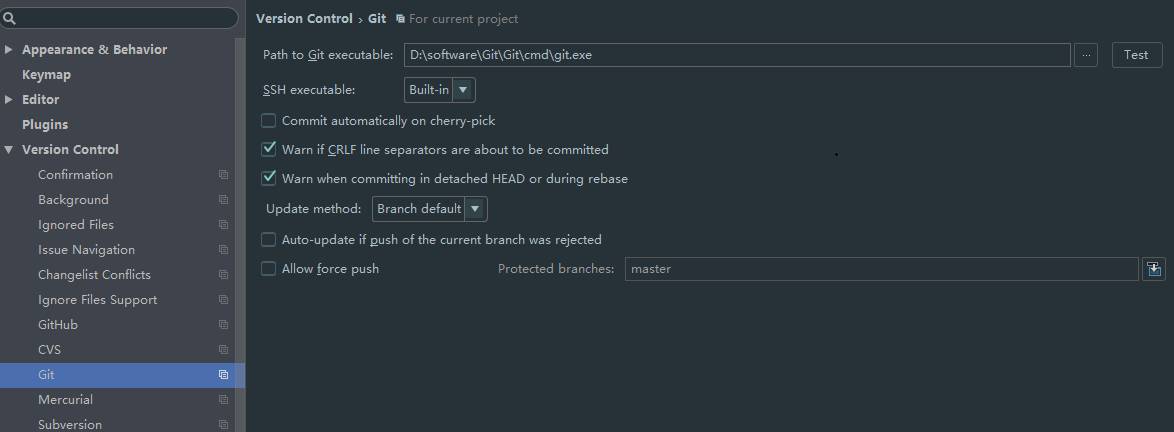 Version Control › Git For current project
Appearance & Behavior
Keymap
Editor
Plugins
Version Control
Confirmation
Background
Ignored Files
Issue Navigation
Changelist Conflicts
Ignore Files Support
GitHub
CVS
Git
Mercurial
Subversion
Path to Git executable: D:\software\Git\Git\cmd\git.exe ... Test
SSH executable: Built-in
Commit automatically on cherry-pick
Warn if CRLF line separators are about to be committed
Warn when committing in detached HEAD or during rebase
Update method: Branch default
Auto-update if push of the current branch was rejected
Allow force push Protected branches: master